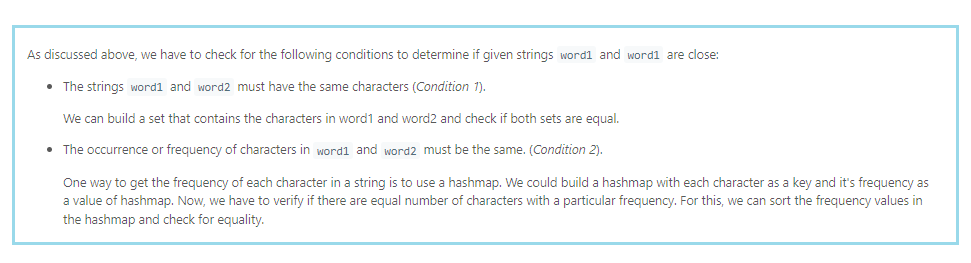 As discussed above, we have to check for the following conditions to determine if given strings word1 and word1 are close:
• The strings word1 and word2 must have the same characters (Condition 1).
We can build a set that contains the characters in word1 and word2 and check if both sets are equal.
• The occurrence or frequency of characters in word1 and word2 must be the same. (Condition 2).
One way to get the frequency of each character in a string is to use a hashmap. We could build a hashmap with each character as a key and it's frequency as
a value of hashmap. Now, we have to verify if there are equal number of characters with a particular frequency. For this, we can sort the frequency values in
the hashmap and check for equality.